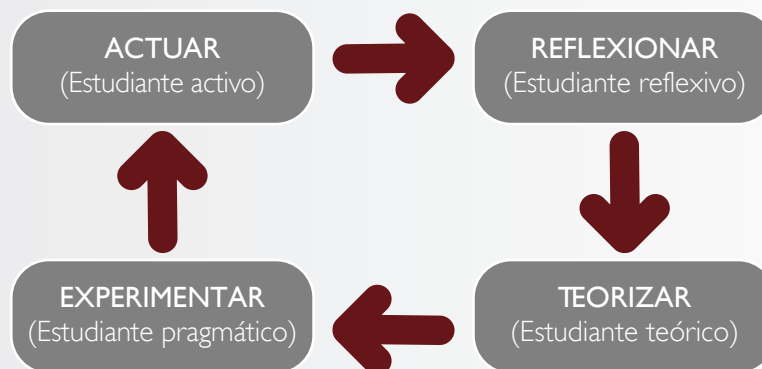 ACTUAR
(Estudiante activo)
REFLEXIONAR
(Estudiante reflexivo)
EXPERIMENTAR
(Estudiante pragmático)
TEORIZAR
(Estudiante teórico)